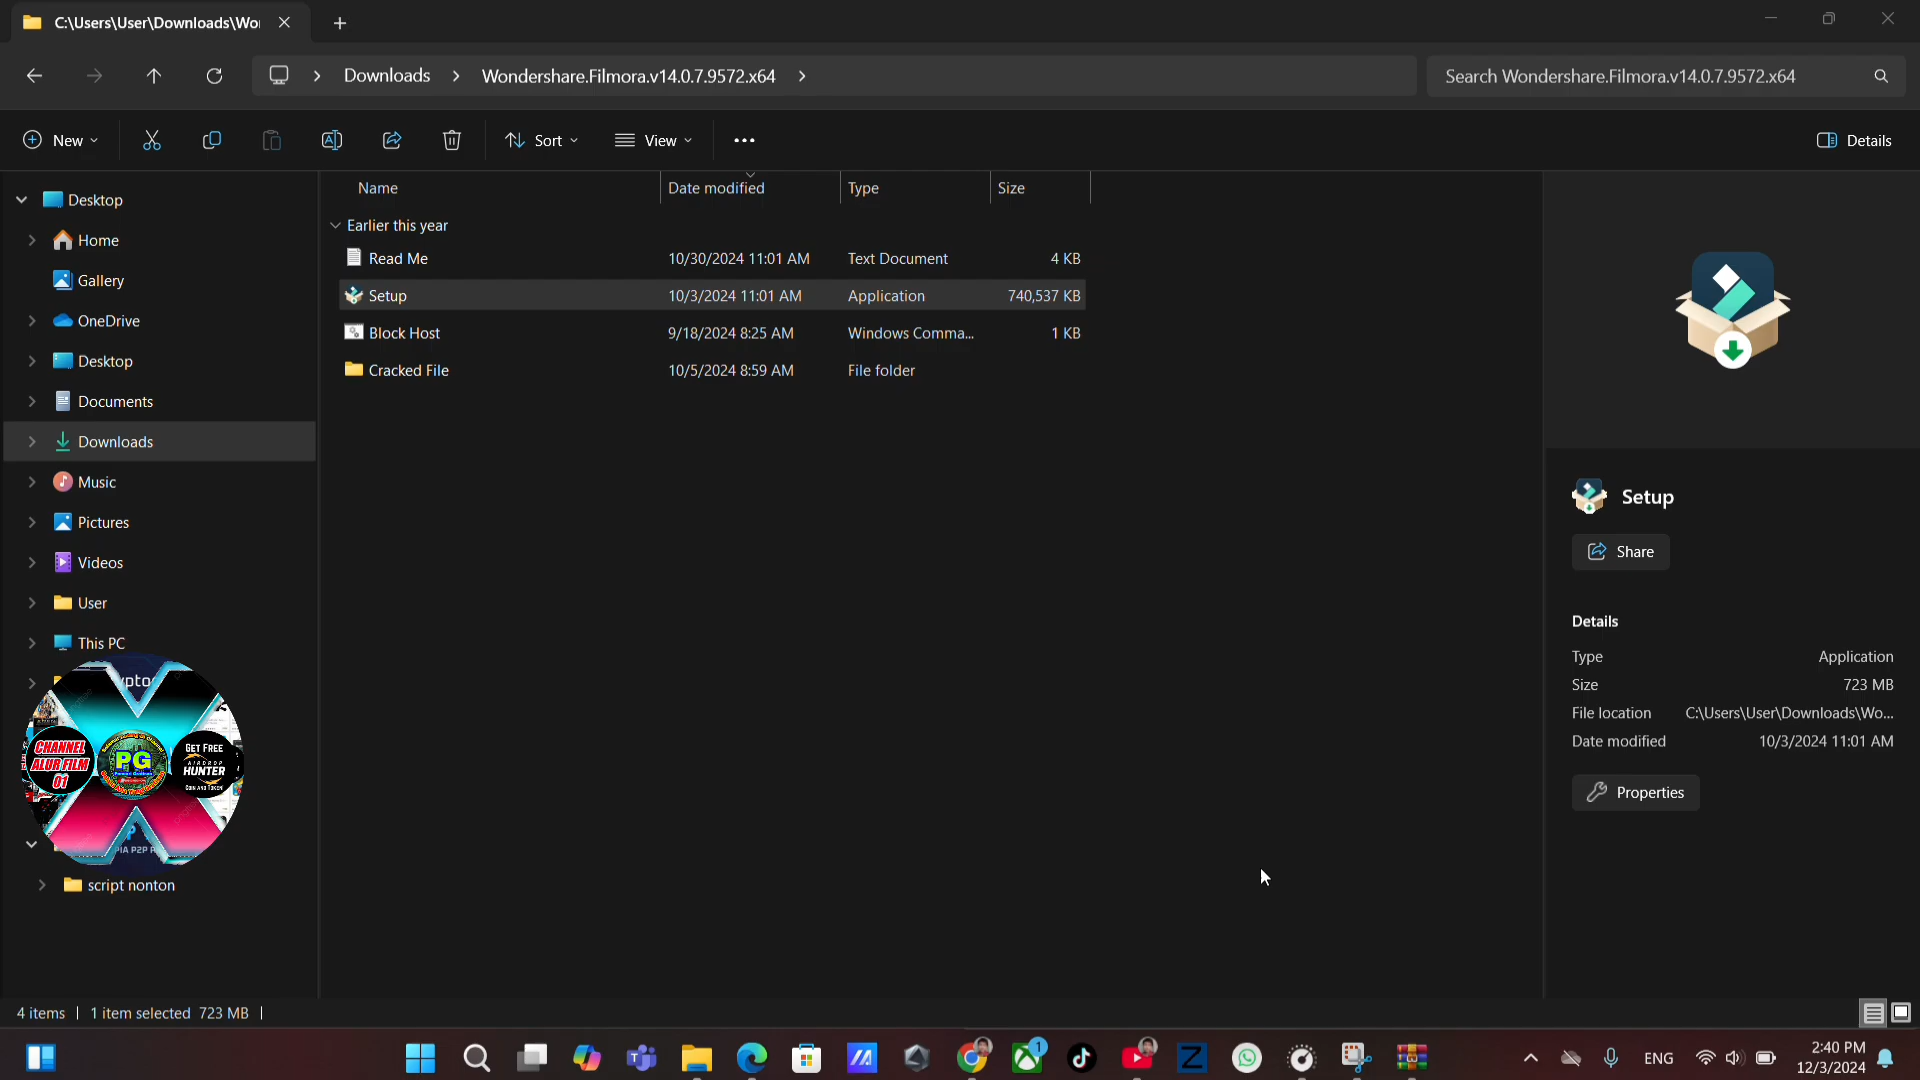 C:\Users\User\Downloads\Wo
Downloads > Wondershare.Filmora.v14.0.7.9572.x64 >
Search Wondershare.Filmora.v14.0.7.9572.x64
New
Sort
View
Details
Name Date modified Type Size
Earlier this year
Read Me 10/30/2024 11:01 AM Text Document 4 KB
Setup 10/3/2024 11:01 AM Application 740,537 KB
Block Host 9/18/2024 8:25 AM Windows Comma... 1 KB
Cracked File 10/5/2024 8:59 AM File folder
Desktop
Home
Gallery
OneDrive
Desktop
Documents
Downloads
Music
Pictures
Videos
User
This PC
CHANNEL
ALUR FILM
01
PG
GET FREE
AIRDROP
HUNTER
COIN AND TOKEN
script nonton
Setup
Share
Details
Type Application
Size 723 MB
File location C:\Users\User\Downloads\Wo...
Date modified 10/3/2024 11:01 AM
Properties
4 items | 1 item selected 723 MB |
1
ENG
2:40 PM
12/3/2024